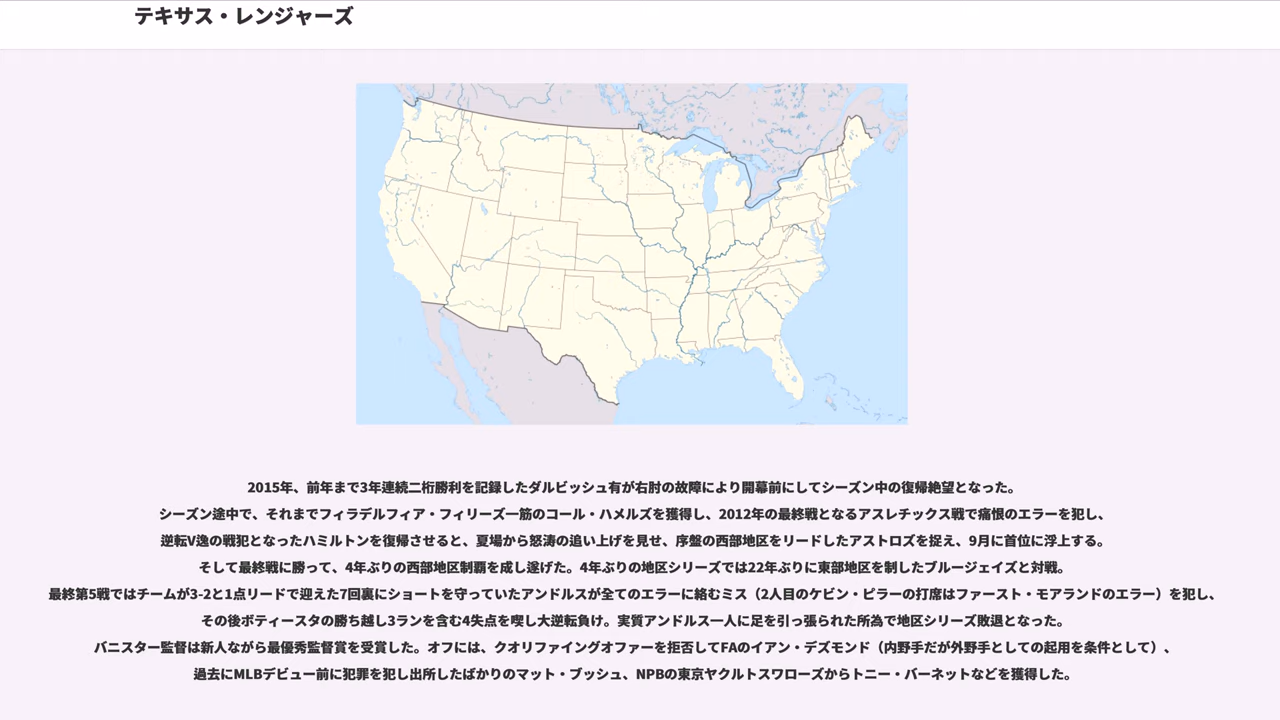 テキサス・レンジャーズ
2015年、前年まで3年連続二桁勝利を記録したダルビッシュ有が右肘の故障により開幕前にしてシーズン中の復帰絶望となった。
シーズン途中で、それまでフィラデルフィア・フィリーズ一筋のコール・ハメルズを獲得し、2012年の最終戦となるアスレチックス戦で痛恨のエラーを犯し、
逆転V逸の戦犯となったハミルトンを復帰させると、夏場から怒涛の追い上げを見せ、序盤の西部地区をリードしたアストロズを捉え、9月に首位に浮上する。
そして最終戦に勝って、4年ぶりの西部地区制覇を成し遂げた。4年ぶりの地区シリーズでは22年ぶりに東部地区を制したブルージェイズと対戦。
最終第5戦ではチームが3-2と1点リードで迎えた7回裏にショートを守っていたアンドルスが全てのエラーに絡むミス（2人目のケビン・ピラーの打席はファースト・モアランドのエラー）を犯し、
その後ボティースタの勝ち越し3ランを含む4失点を喫し大逆転負け。実質アンドルス一人に足を引っ張られた所為で地区シリーズ敗退となった。
バニスター監督は新人ながら最優秀監督賞を受賞した。オフには、クオリファイングオファーを拒否してFAのイアン・デズモンド（内野手だが外野手としての起用を条件として）、
過去にMLBデビュー前に犯罪を犯し出所したばかりのマット・ブッシュ、NPBの東京ヤクルトスワローズからトニー・バーネットなどを獲得した。